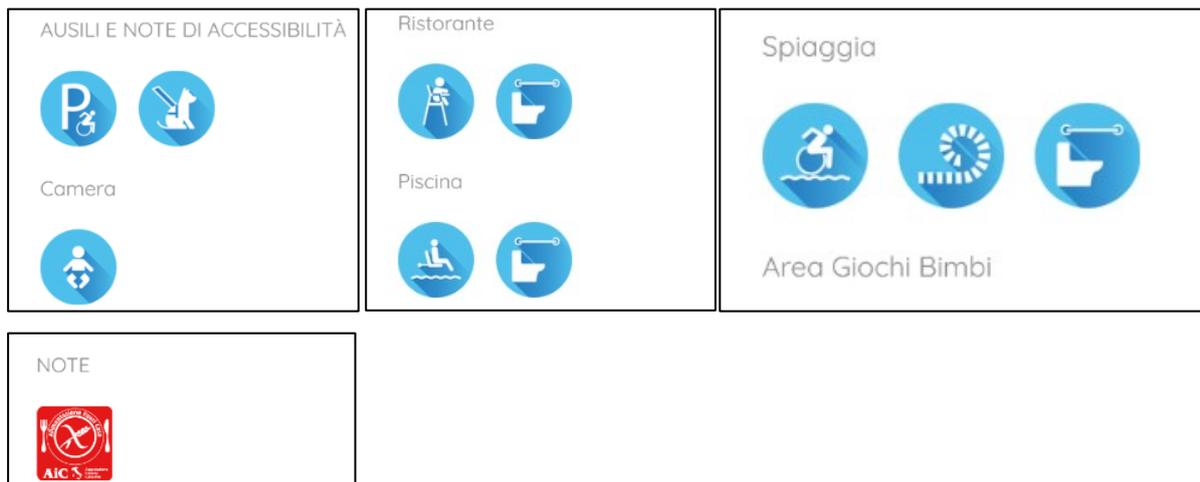 AUSILI E NOTE DI ACCESSIBILITÀ
P
Camera
Ristorante
Piscina
Spiaggia
Area Giochi Bimbi
NOTE
AiC